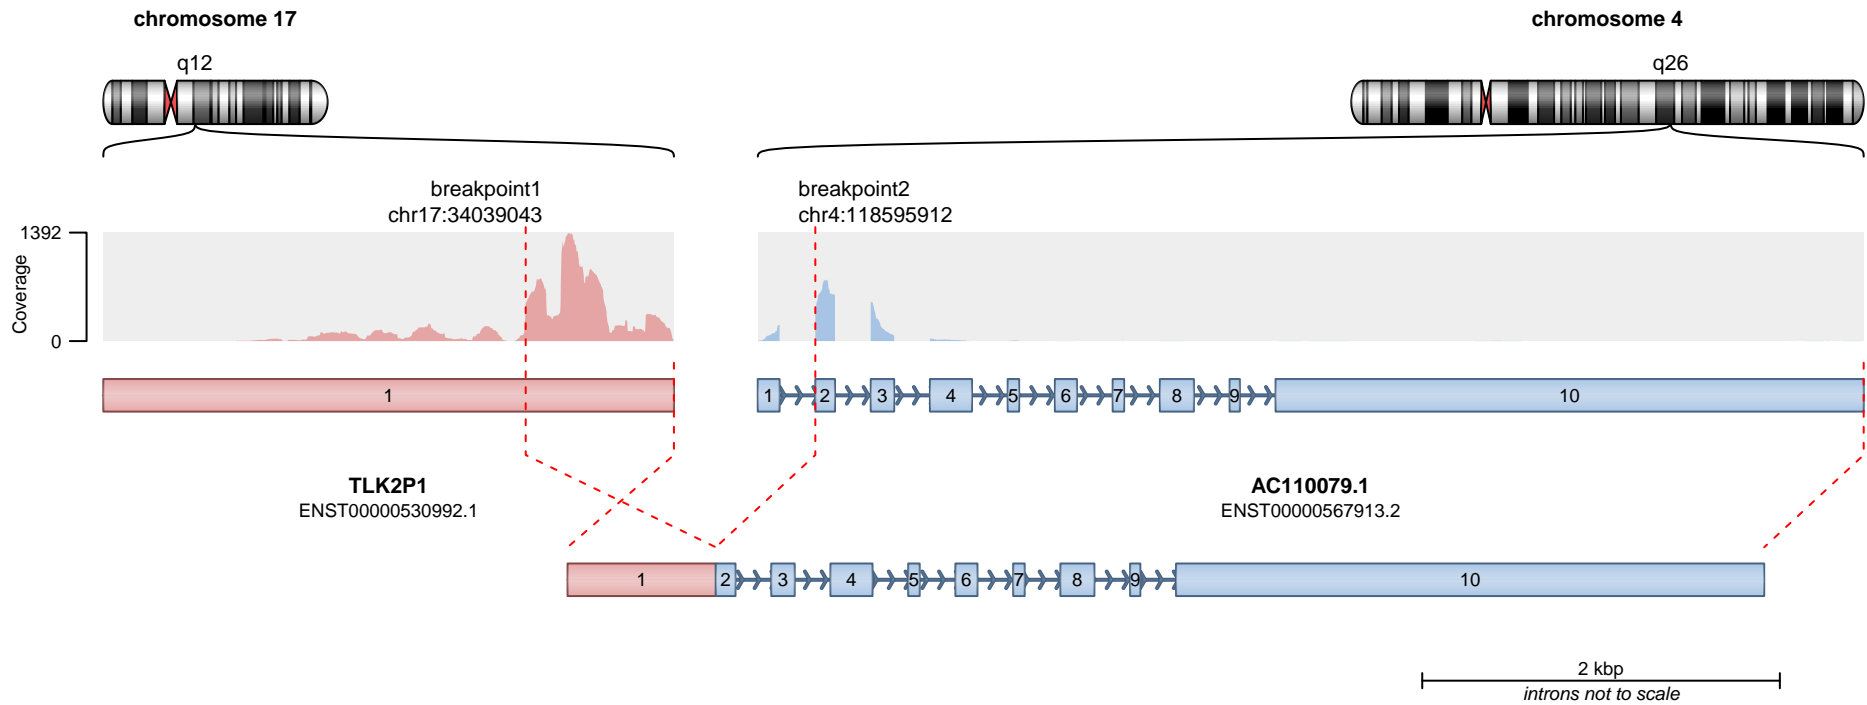 chromosome 17
chromosome 4
q12
q26
breakpoint1
chr17:34039043
breakpoint2
chr4:118595912
1392
0
Coverage
1
1 2 3 4 5 6 7 8 9 10
TLK2P1
ENST00000530992.1
AC110079.1
ENST00000567913.2
1 2 3 4 5 6 7 8 9 10
2 kbp
introns not to scale